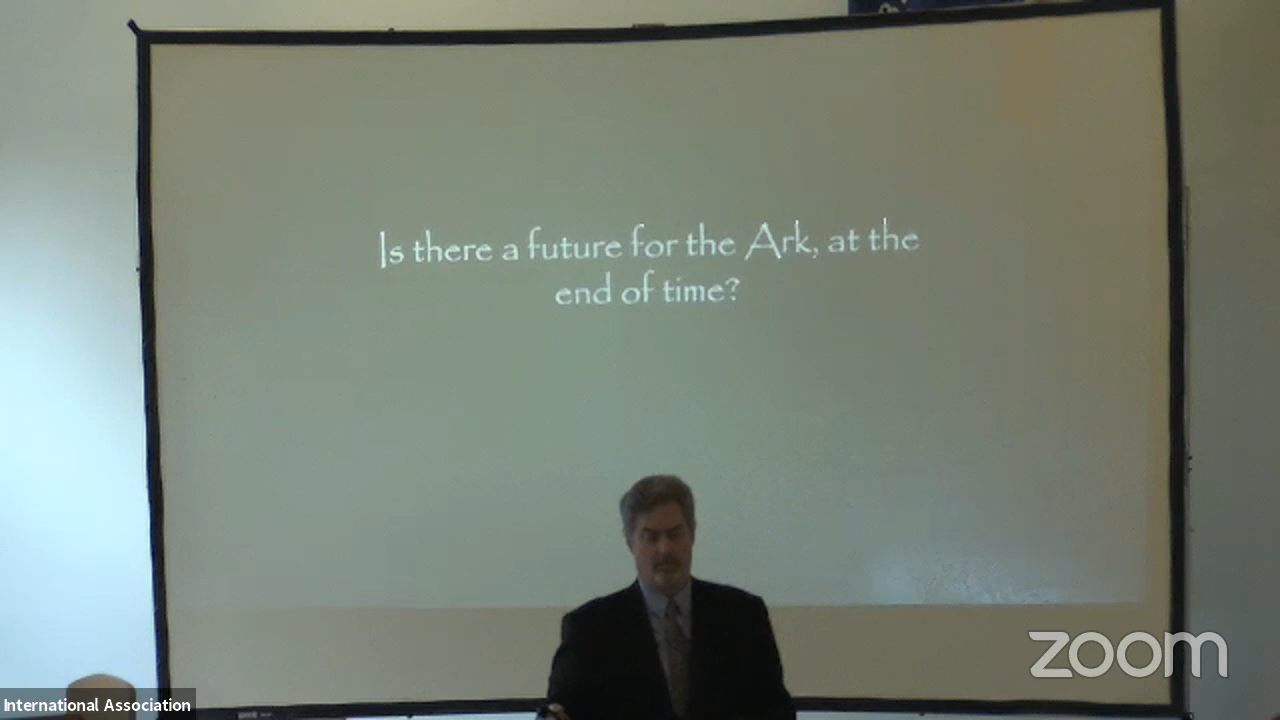 Is there a future for the Ark, at the
end of time?
zoom
International Association